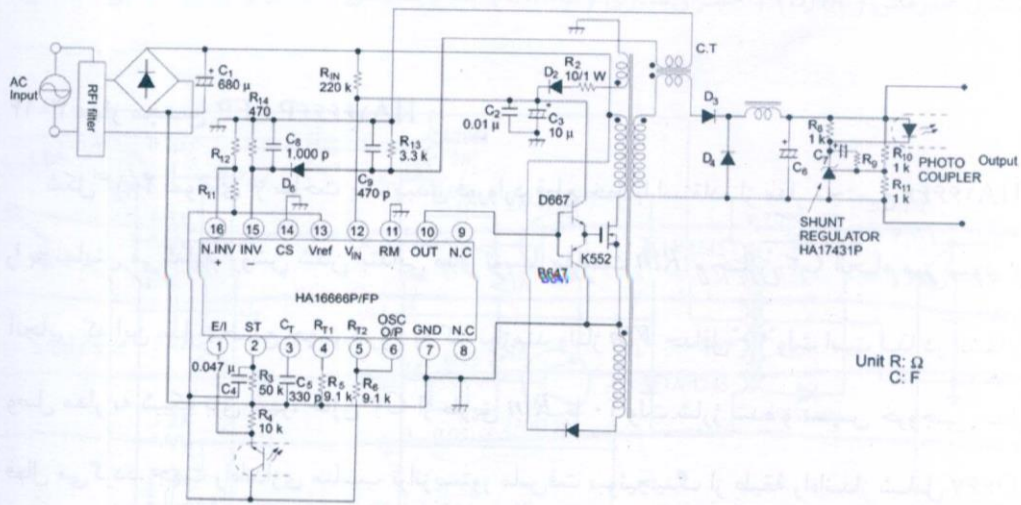 C.T
R2
10/1 W
D2
AC
Input
RFI filter
C1
680 μ
RIN
220 k
C2
0.01 μ
C3
10 μ
D3
R14
470
C8
1,000 p
R12
R11
D6
C9
470 p
R13
3.3 k
D4
C6
R8
1 k
C7
R9
R10
1 k
R11
1 k
PHOTO
COUPLER
Output
SHUNT
REGULATOR
HA17431P
D667
K552
16 15 14 13 12 11 10 9
N.INV INV CS Vref VIN RM OUT N.C
+ -
HA16666P/FP
E/I ST CT RT1 RT2 OSC O/P GND N.C
1 2 3 4 5 6 7 8
0.047 μ
C4
R3
50 k
C5
330 p
R5
9.1 k
R6
9.1 k
R4
10 k
Unit R: Ω
C: F